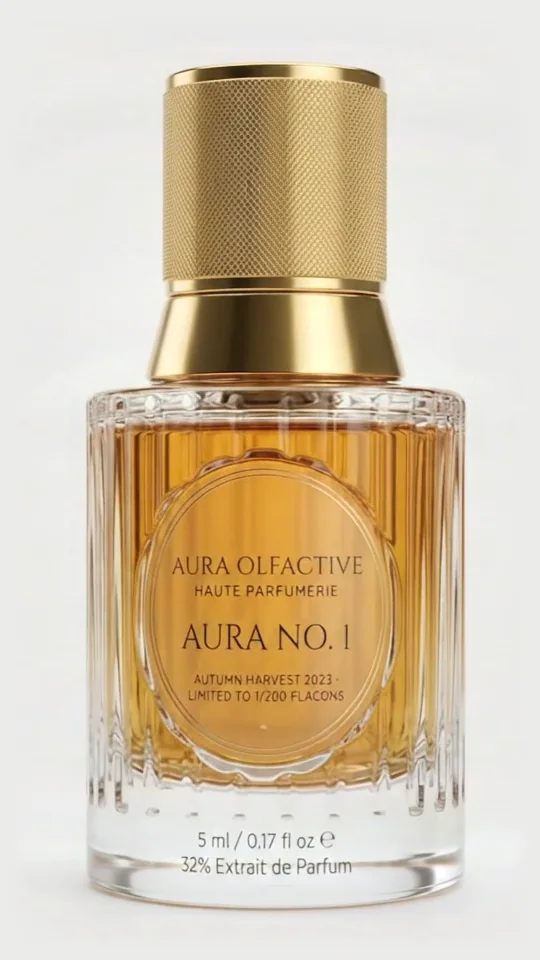 AURA OLFACTIVE
HAUTE PARFUMERIE
AURA NO. 1
AUTUMN HARVEST 2023 ·
LIMITED TO 1/200 FLACONS
5 ml / 0.17 fl oz ℮
32% Extrait de Parfum